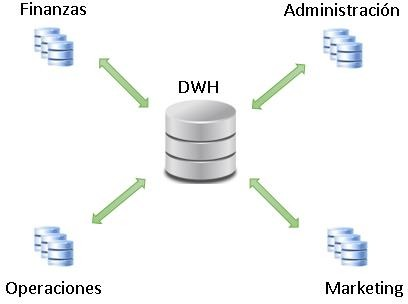 Finanzas
Administración
DWH
Operaciones
Marketing